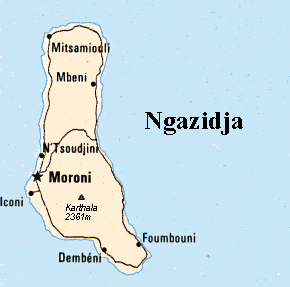 Mitsamiouli
Mbeni
Ngazidja
N'Tsoudjini
Moroni
Iconi
Karthala
2361m
Foumbouni
Dembéni